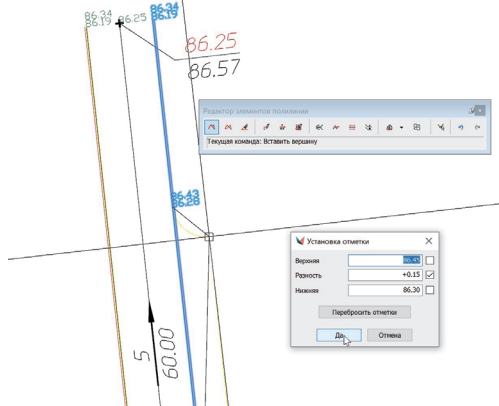 86.34
86.19
86.25
86.34
86.19
86.25
86.57
Редактор элементов полилинии
Текущая команда: Вставить вершину
86.43
86.28
Установка отметки
Верхняя 86.45
Разность +0.15
Нижняя 86.30
Перебросить отметки
Да Отмена
5
60.00